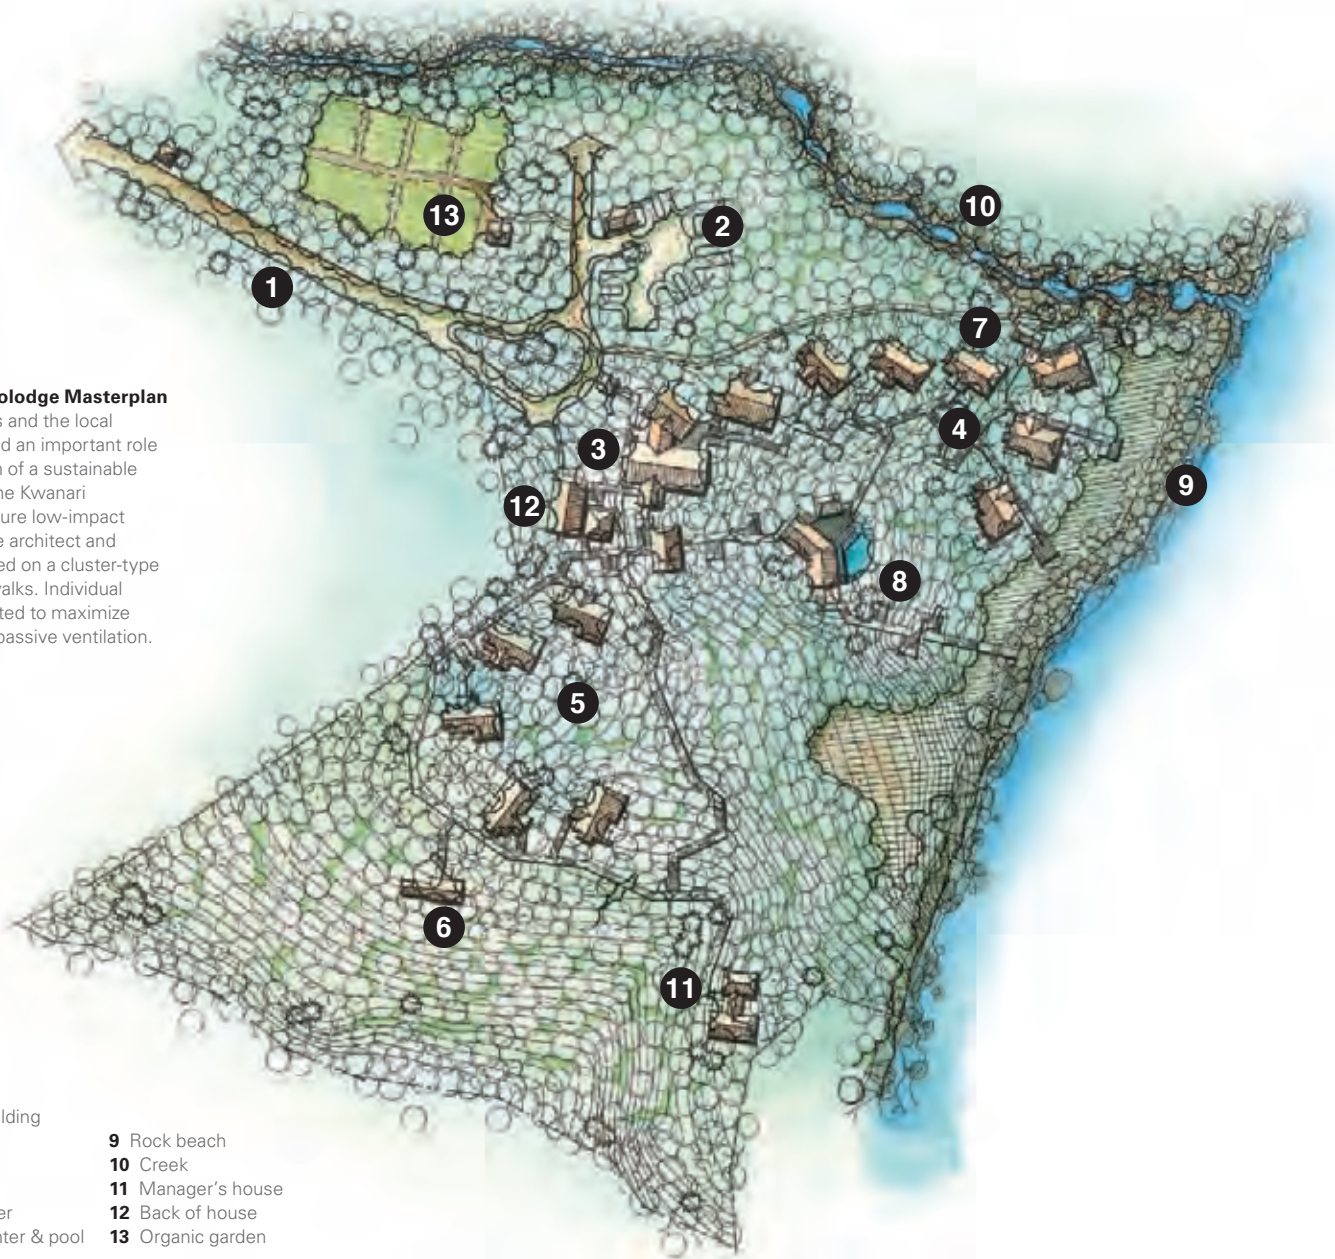 olodge Masterplan
s and the local
d an important role
n of a sustainable
ne Kwanari
ure low-impact
e architect and
ed on a cluster-type
valks. Individual
ted to maximize
passive ventilation.
13
2
10
1
7
3
4
12
9
8
5
6
11
lding
er
nter & pool
9 Rock beach
10 Creek
11 Manager's house
12 Back of house
13 Organic garden